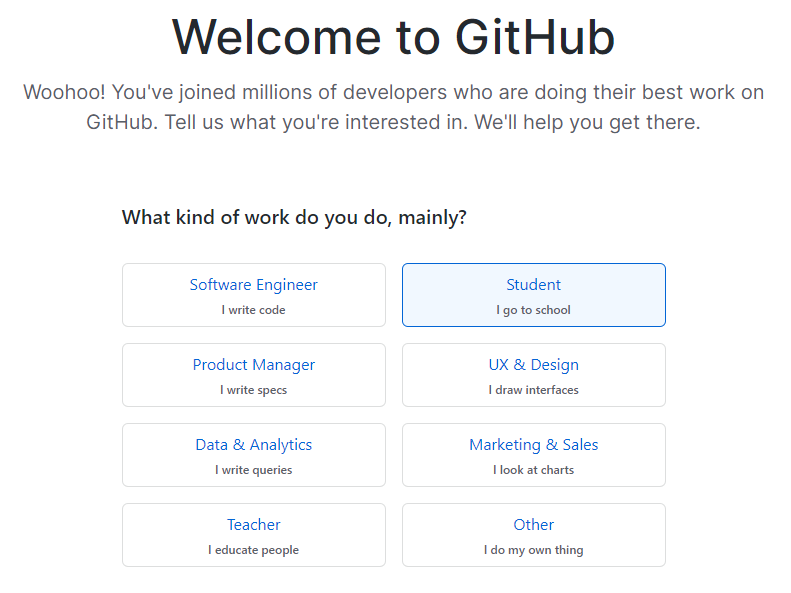 Welcome to GitHub
Woohoo! You've joined millions of developers who are doing their best work on
GitHub. Tell us what you're interested in. We'll help you get there.
What kind of work do you do, mainly?
Software Engineer
I write code
Student
I go to school
Product Manager
I write specs
UX & Design
I draw interfaces
Data & Analytics
I write queries
Marketing & Sales
I look at charts
Teacher
I educate people
Other
I do my own thing